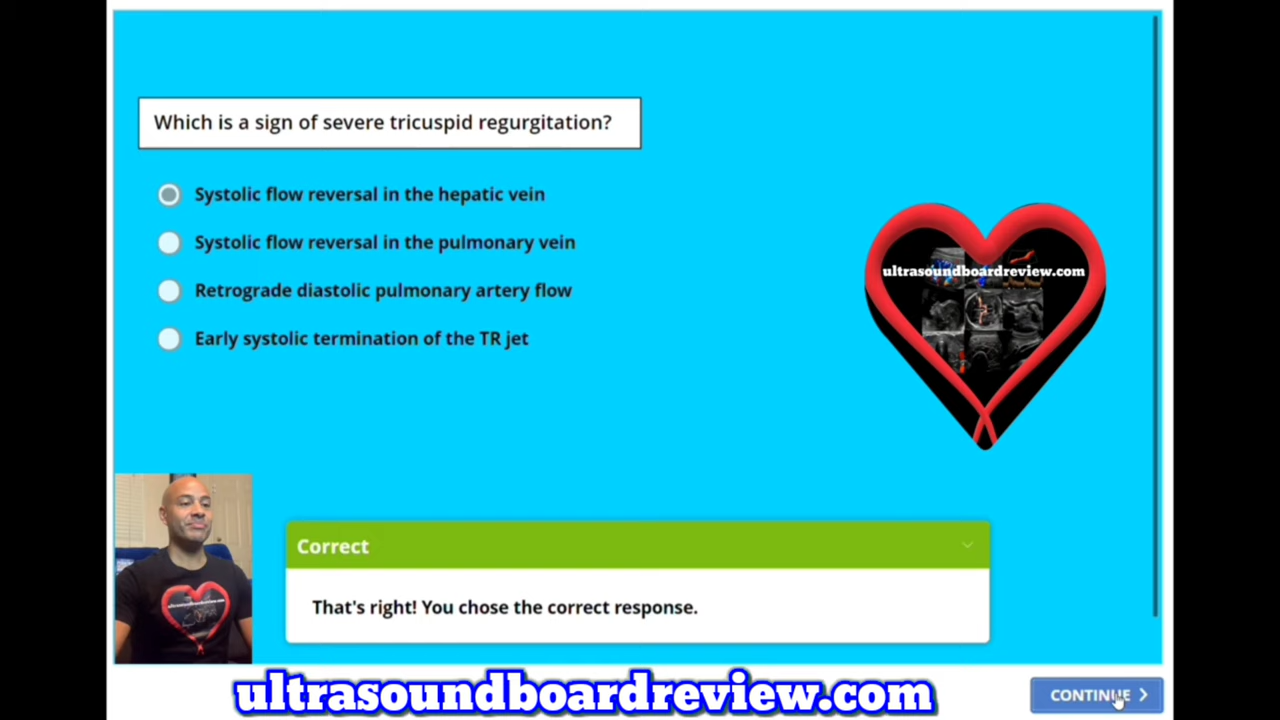 Which is a sign of severe tricuspid regurgitation?
Systolic flow reversal in the hepatic vein
Systolic flow reversal in the pulmonary vein
Retrograde diastolic pulmonary artery flow
Early systolic termination of the TR jet
ultrasoundboardreview.com
Correct
That's right! You chose the correct response.
ultrasoundboardreview.com
ultrasoundboardreview.com
CONTINUE